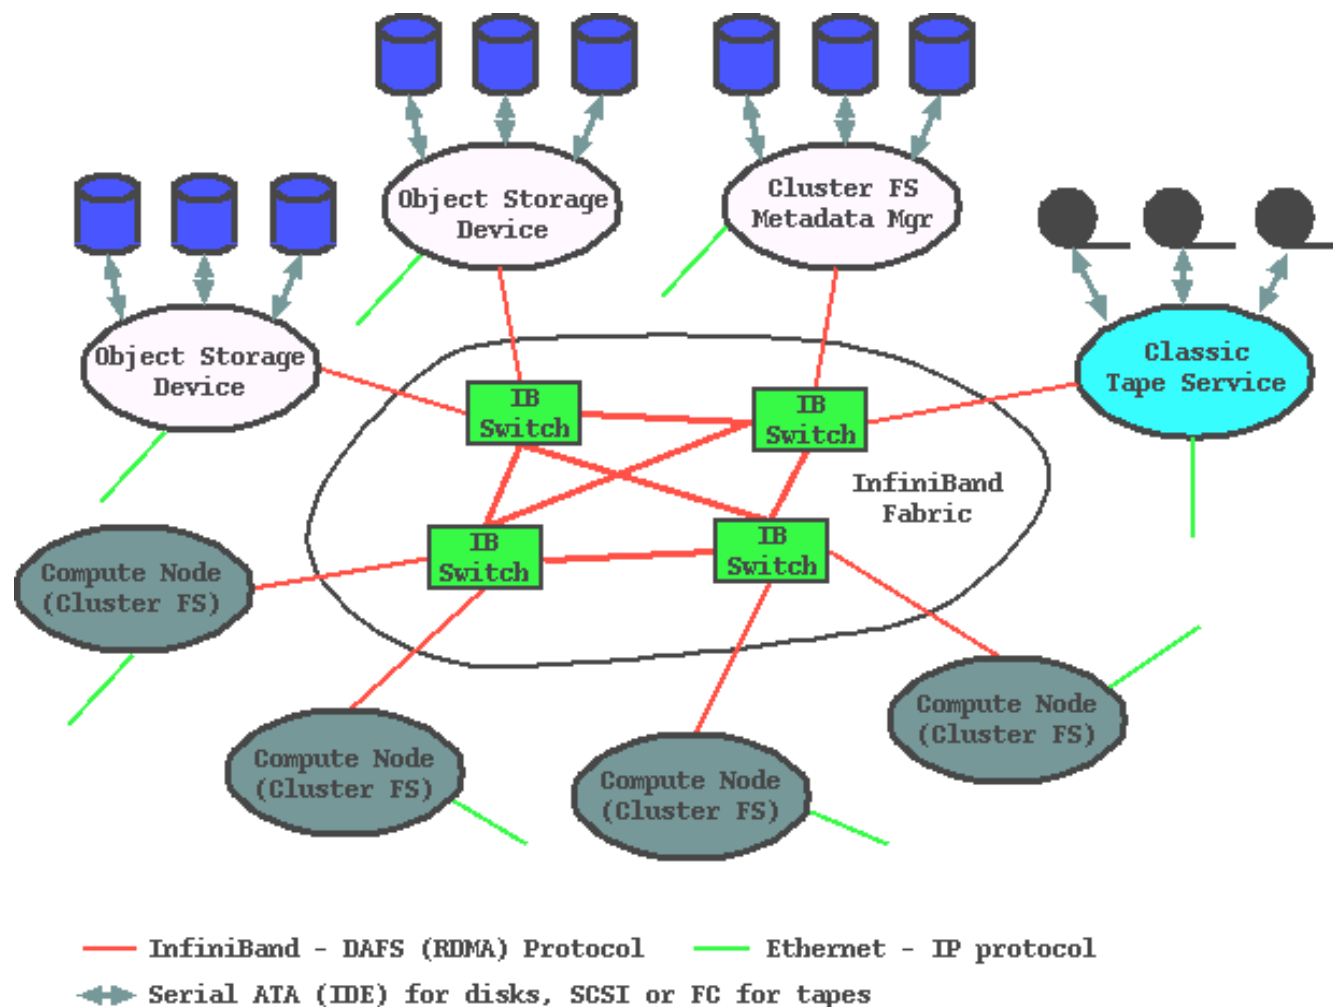 Object Storage
Device
Cluster FS
Metadata Mgr
Object Storage
Device
Classic
Tape Service
IB
Switch
IB
Switch
InfiniBand
Fabric
IB
Switch
IB
Switch
Compute Node
(Cluster FS)
Compute Node
(Cluster FS)
Compute Node
(Cluster FS)
Compute Node
(Cluster FS)
InfiniBand - DAFS (RDMA) Protocol
Ethernet - IP protocol
Serial ATA (IDE) for disks, SCSI or FC for tapes